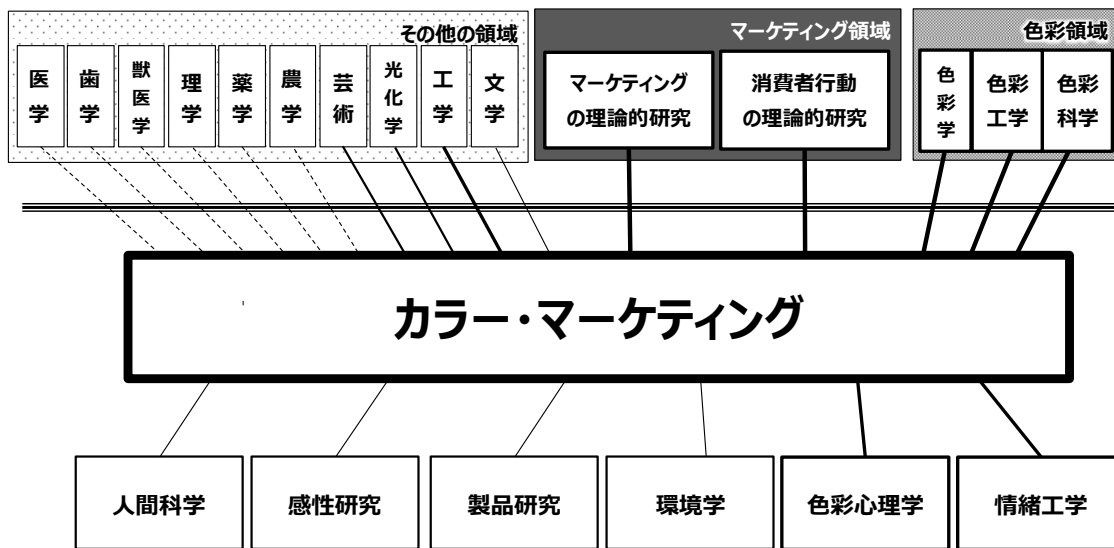 その他の領域
医学
歯学
獣医学
理学
薬学
農学
芸術
光化学
工学
文学
マーケティング領域
マーケティング
の理論的研究
消費者行動
の理論的研究
色彩領域
色彩学
色彩
工学
色彩
科学
カラー・マーケティング
人間科学
感性研究
製品研究
環境学
色彩心理学
情緒工学